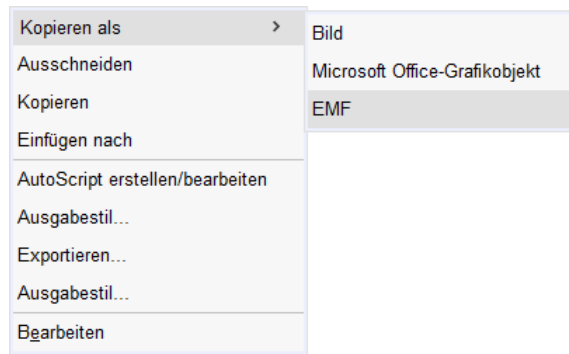 Kopieren als >
Ausschneiden
Kopieren
Einfügen nach
AutoScript erstellen/bearbeiten
Ausgabestil...
Exportieren...
Ausgabestil...
Bearbeiten
Bild
Microsoft Office-Grafikobjekt
EMF